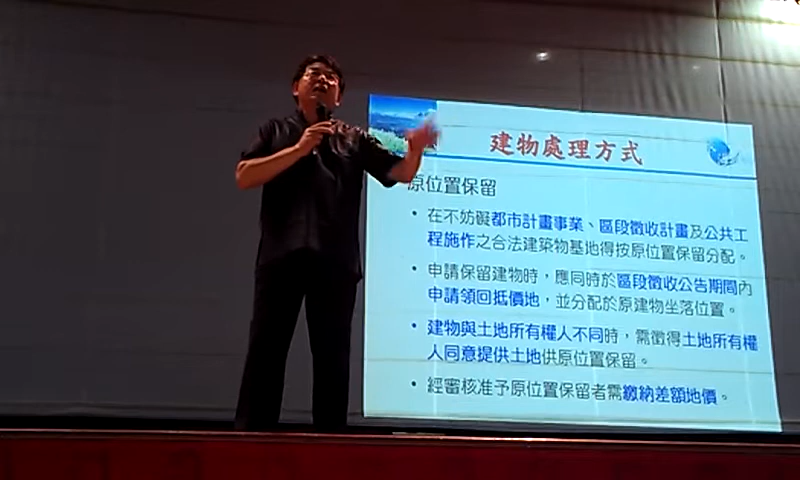 建物處理方式
原位置保留
• 在不妨礙都市計畫事業、區段徵收計畫及公共工
程施作之合法建築物基地得按原位置保留分配。
• 申請保留建物時，應同時於區段徵收公告期間內
申請領回抵價地，並分配於原建物坐落位置。
• 建物與土地所有權人不同時，需徵得土地所有權
人同意提供土地供原位置保留。
• 經審核准予原位置保留者需繳納差額地價。